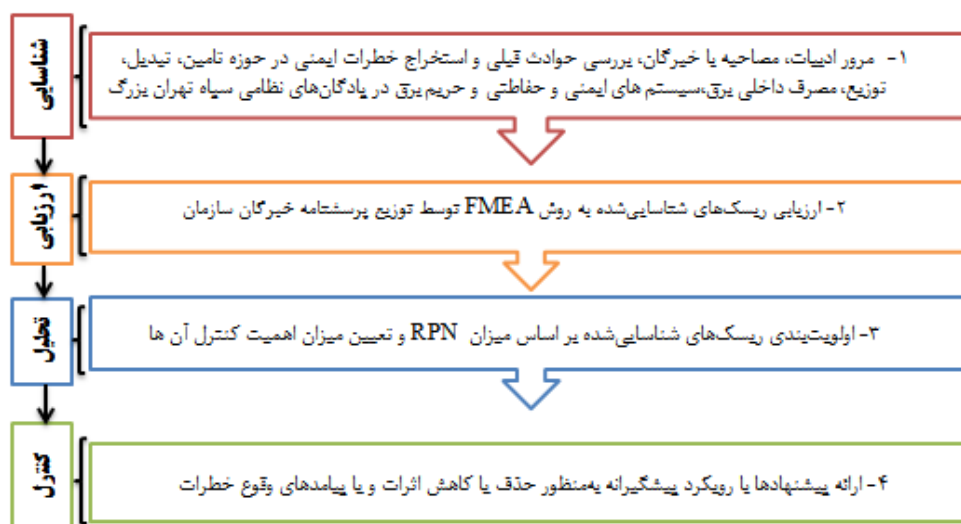 شناسایی
۱- مرور ادبیات، مصاحبه با خبرگان، بررسی حوادث قبلی و استخراج خطرات ایمنی در حوزه تامین، تبدیل،
توزیع، مصرف داخلی برق،سیستم های ایمنی و حفاظتی و حریم برق در پادگان‌های نظامی سپاه تهران بزرگ
ارزیابی
۲- ارزیابی ریسک‌های شناسایی‌شده به روش FMEA توسط توزیع پرسشنامه خبرگان سازمان
تحلیل
۳- اولویت‌بندی ریسک‌های شناسایی‌شده بر اساس میزان RPN و تعیین میزان اهمیت کنترل آن ها
کنترل
۴- ارائه پیشنهادها با رویکرد پیشگیرانه به‌منظور حذف یا کاهش اثرات و یا پیامدهای وقوع خطرات